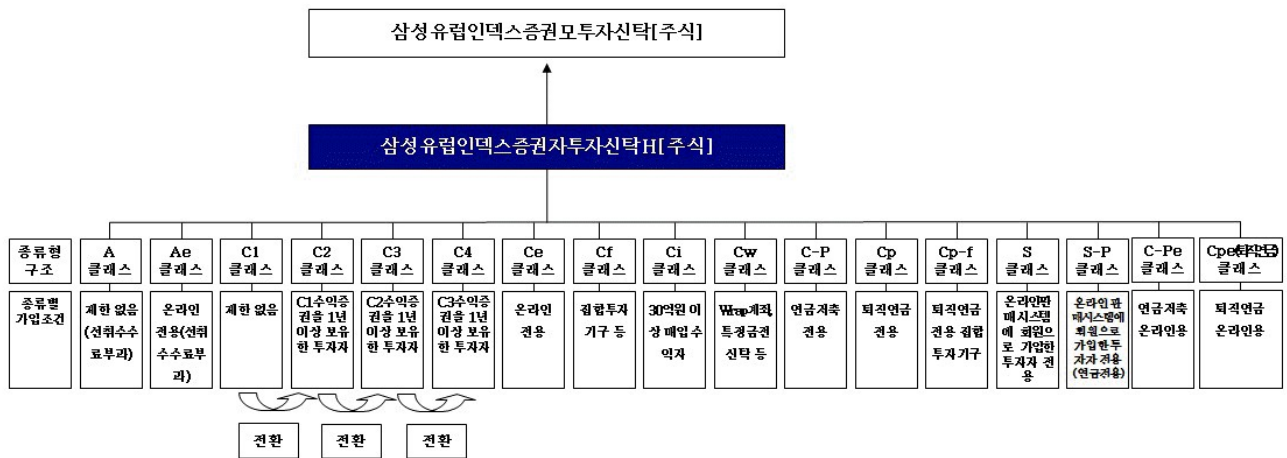 삼성유럽인덱스증권모투자신탁[주식]
삼성유럽인덱스증권자투자신탁H[주식]
종류형
구조
A
클래스
Ae
클래스
C1
클래스
C2
클래스
C3
클래스
C4
클래스
Ce
클래스
Cf
클래스
Ci
클래스
Cw
클래스
C-P
클래스
Cp
클래스
Cp-f
클래스
S
클래스
S-P
클래스
C-Pe
클래스
Cpe(퇴직연금)
클래스
종류별
가입조건
제한 없음
(선취수수
료부과)
온라인
전용(선취
수수료부
과)
제한 없음
C1수익증
권을 1년
이상 보유
한 투자자
C2수익증
권을 1년
이상 보유
한 투자자
C3수익증
권을 1년
이상 보유
한 투자자
온라인
전용
집합투자
기구 등
30억원 이
상 매입 수
익자
Wrap계좌,
특정금전
신탁 등
연금저축
전용
퇴직연금
전용
퇴직연금
전용 집합
투자기구
온라인판
매시스템
에 회원으
로 가입한
투자자 전
용
온라인 판
매시스템에
회원으로
가입한 투
자자 전용
(연금전용)
연금저축
온라인용
퇴직연금
온라인용
전환
전환
전환